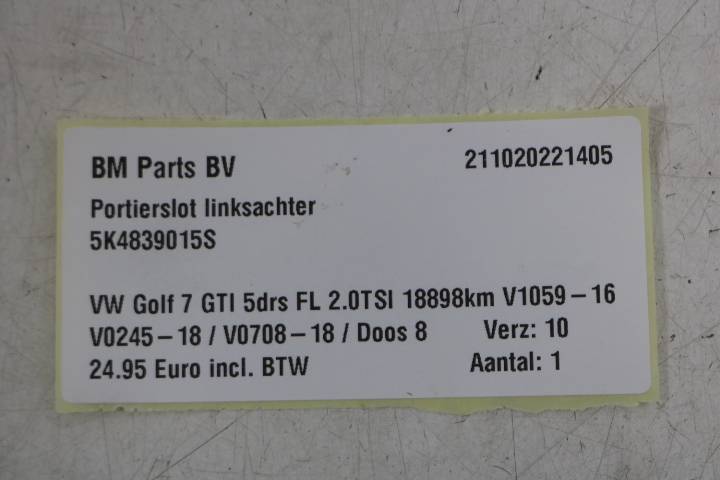 BM Parts BV 211020221405
Portierslot linksachter
5K4839015S
VW Golf 7 GTI 5drs FL 2.0TSI 18898km V1059-16
V0245-18 / V0708-18 / Doos 8 Verz: 10
24.95 Euro incl. BTW Aantal: 1